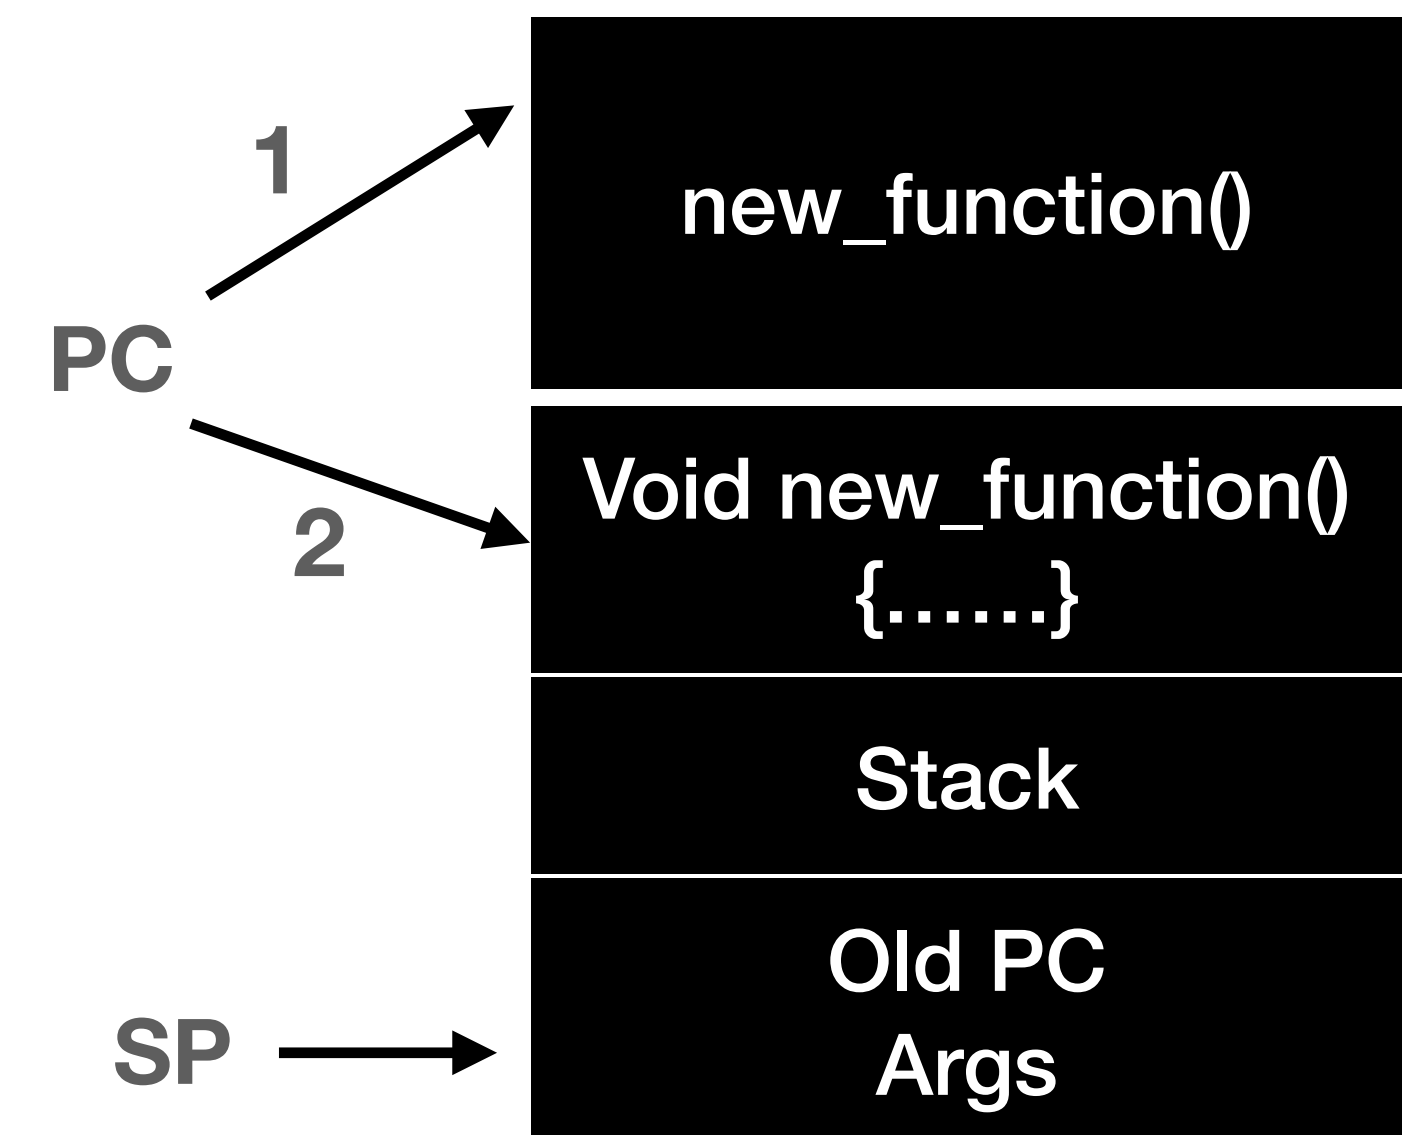 1
new_function()
PC
2
Void new_function()
{......}
Stack
Old PC
SP
Args